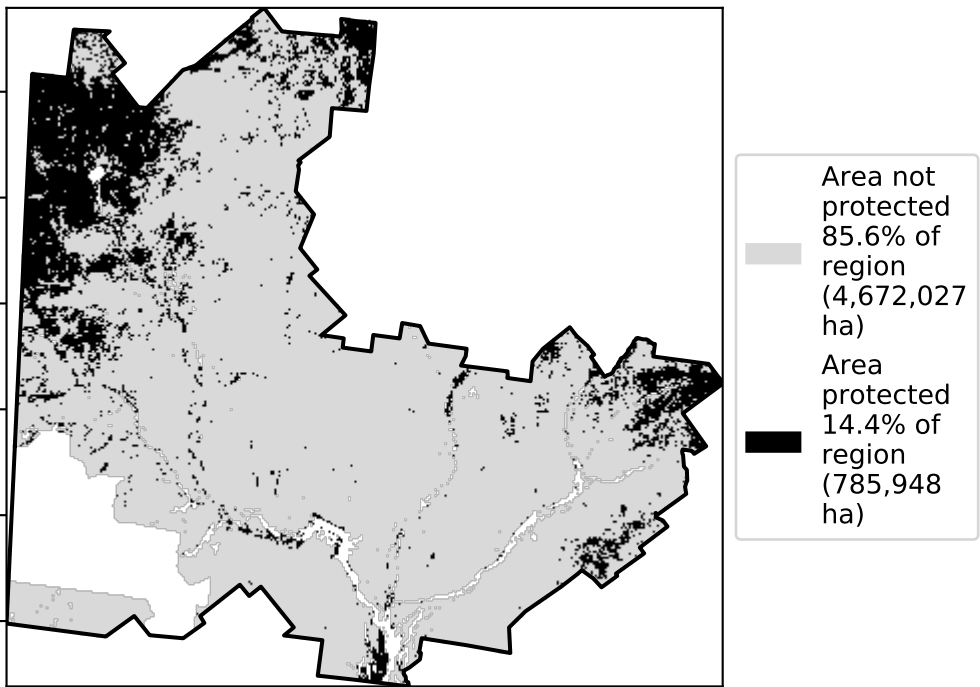 Area not
protected
85.6% of
region
(4,672,027
ha)
Area
protected
14.4% of
region
(785,948
ha)